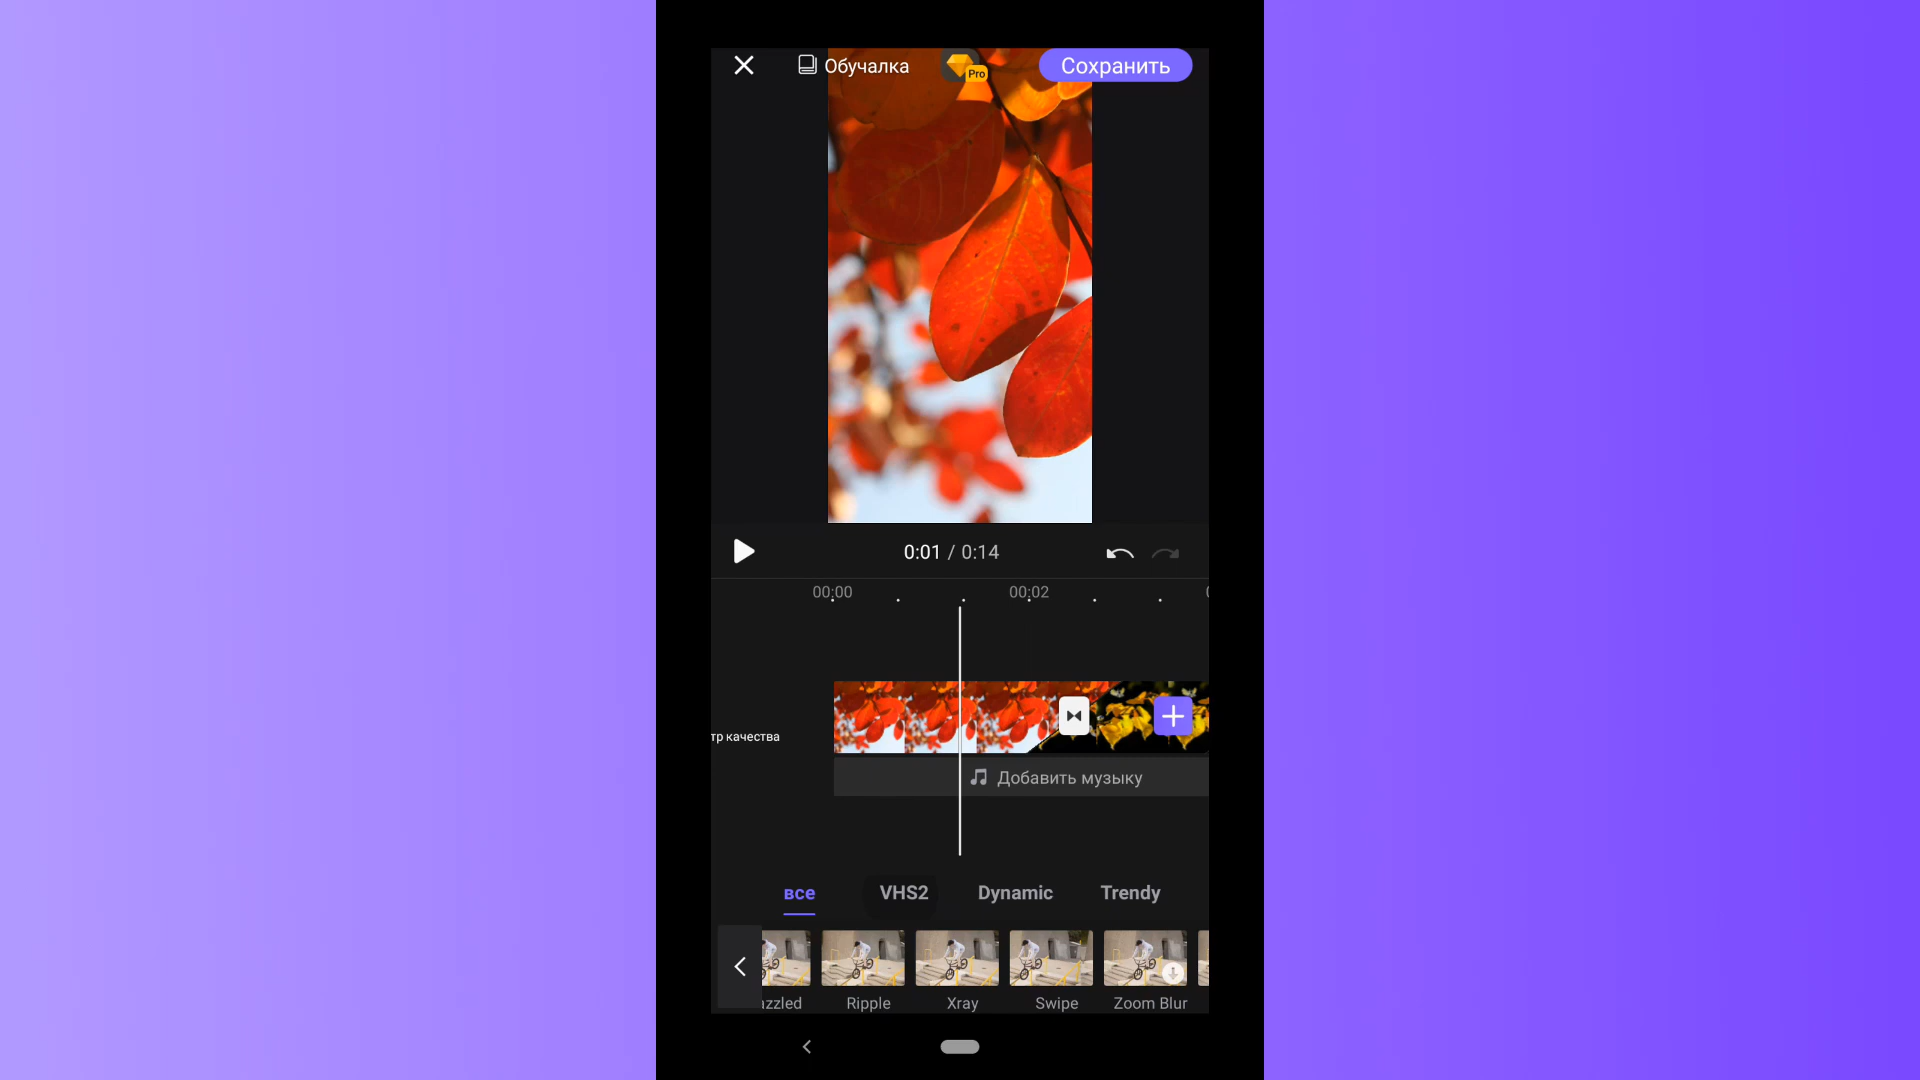 Обучалка
Pro
Сохранить
0:01 / 0:14
00:00
00:02
тр качества
Добавить музыку
все
VHS2
Dynamic
Trendy
azzled
Ripple
Xray
Swipe
Zoom Blur